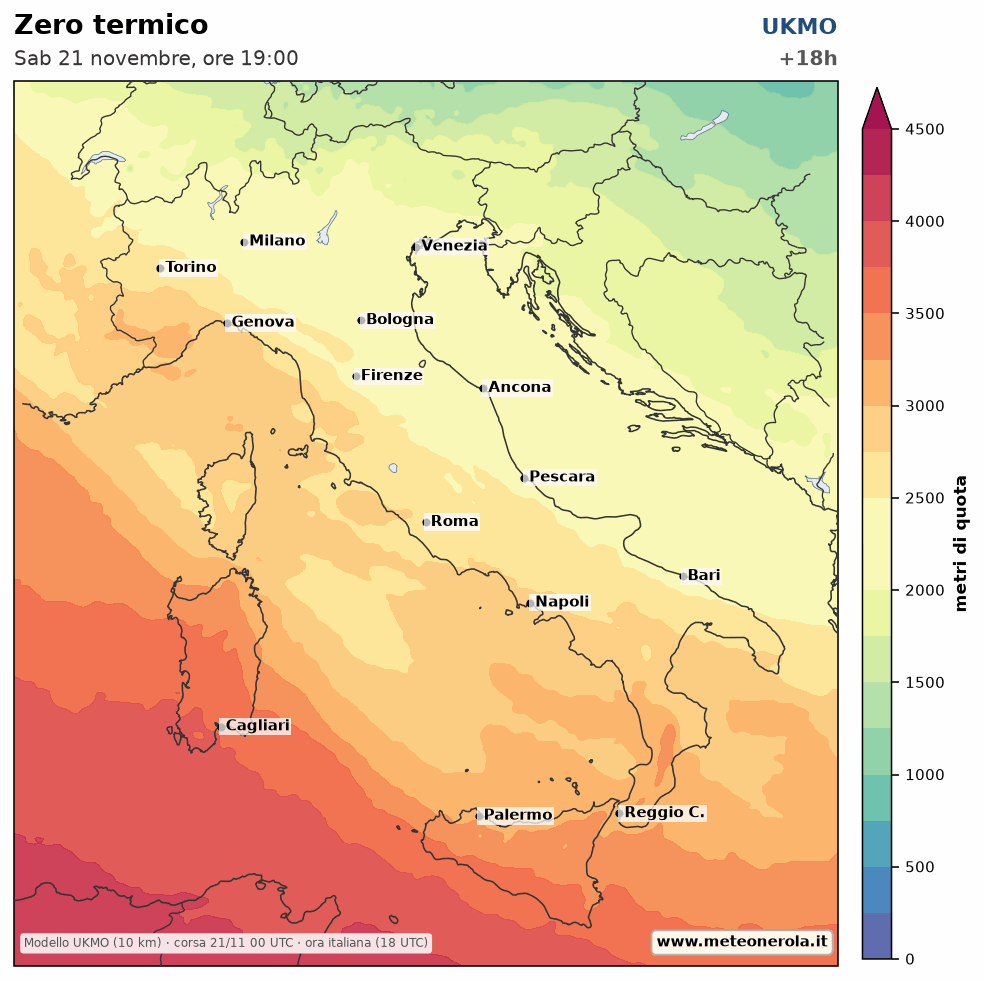 Zero termico
UKMO
Sab 21 novembre, ore 19:00
+18h
Milano
Venezia
Torino
Genova
Bologna
Firenze
Ancona
Pescara
Roma
Bari
Napoli
Cagliari
Palermo
Reggio C.
4500
4000
3500
3000
2500
2000
1500
1000
500
0
metri di quota
Modello UKMO (10 km) · corsa 21/11 00 UTC · ora italiana (18 UTC)
www.meteonerola.it